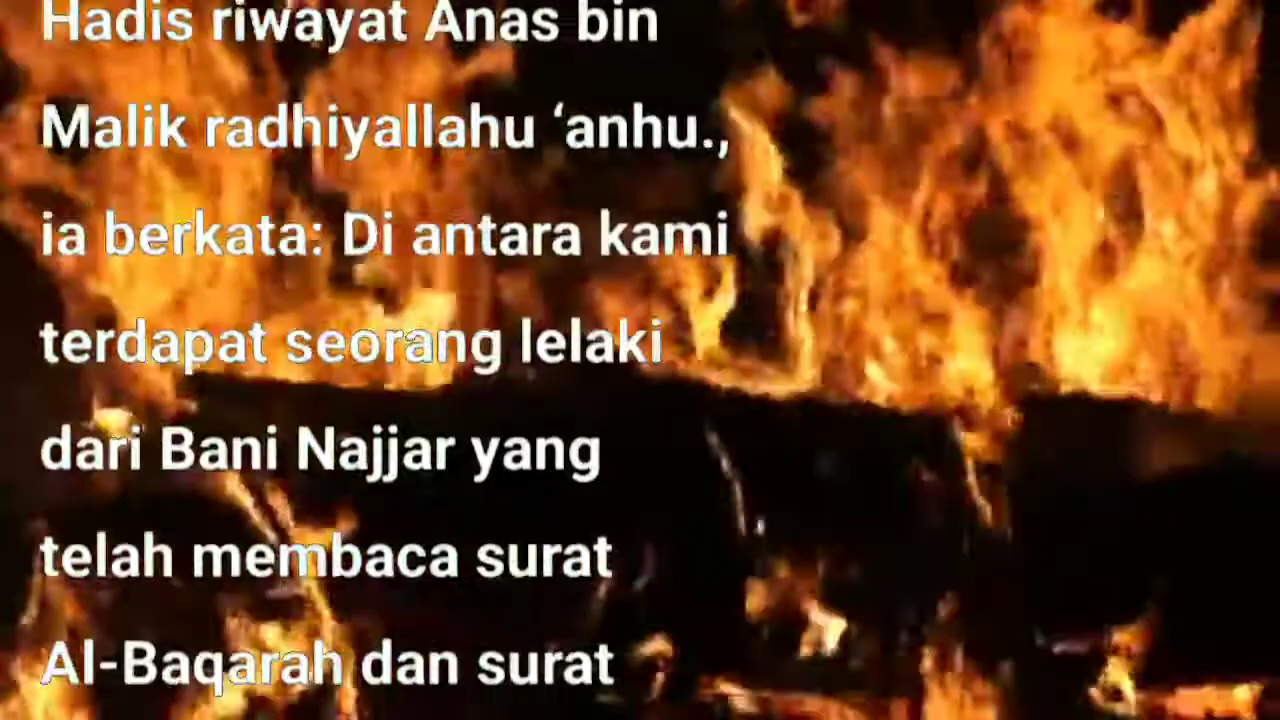 Hadis riwayat Anas bin
Malik radhiyallahu ‘anhu.,
ia berkata: Di antara kami
terdapat seorang lelaki
dari Bani Najjar yang
telah membaca surat
Al-Baqarah dan surat